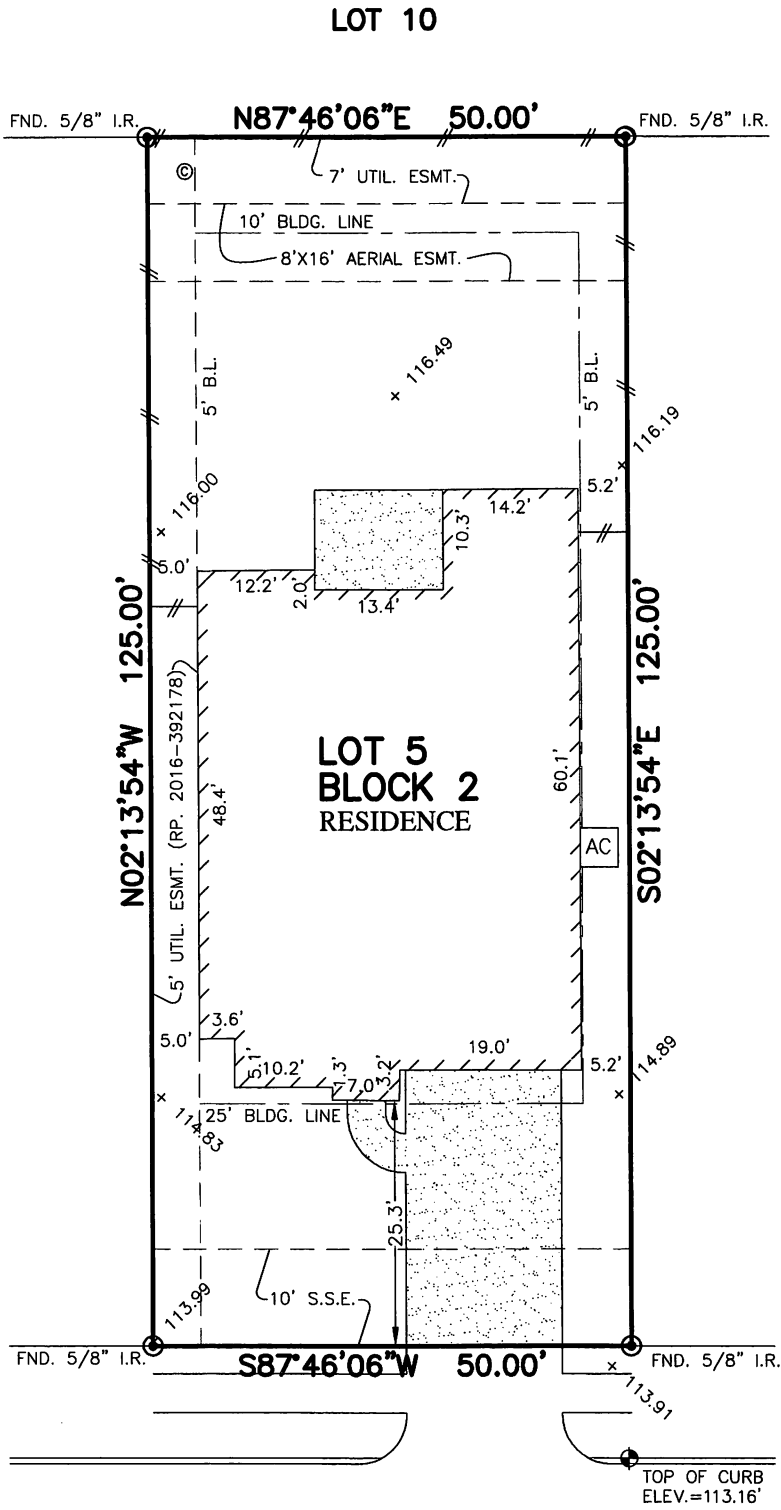 LOT 10
FND. 5/8" I.R.
N87°46'06"E 50.00'
FND. 5/8" I.R.
©
7' UTIL. ESMT.
10' BLDG. LINE
8'X16' AERIAL ESMT.
116.49
5' B.L.
5' B.L.
116.19
116.00
5.2'
14.2'
10.3'
5.0'
12.2'
2.0'
13.4'
N02°13'54"W 125.00'
S02°13'54"E 125.00'
5' UTIL. ESMT. (RP. 2016-392178)
48.4'
LOT 5
BLOCK 2
RESIDENCE
60.1'
AC
3.6'
5.0'
5.1'
10.2'
1.3'
7.0'
3.2'
19.0'
5.2'
114.89
114.83
25' BLDG. LINE
25.3'
113.99
10' S.S.E.
FND. 5/8" I.R.
S87°46'06"W 50.00'
FND. 5/8" I.R.
113.91
TOP OF CURB
ELEV.=113.16'